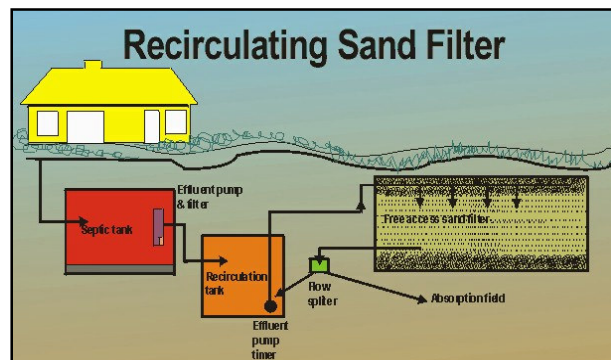 Recirculating Sand Filter
Effluent pump
& filter
Septic tank
Free access sand filter
Recirculation
tank
Flow
spliter
Absorption field
Effluent
pump
timer